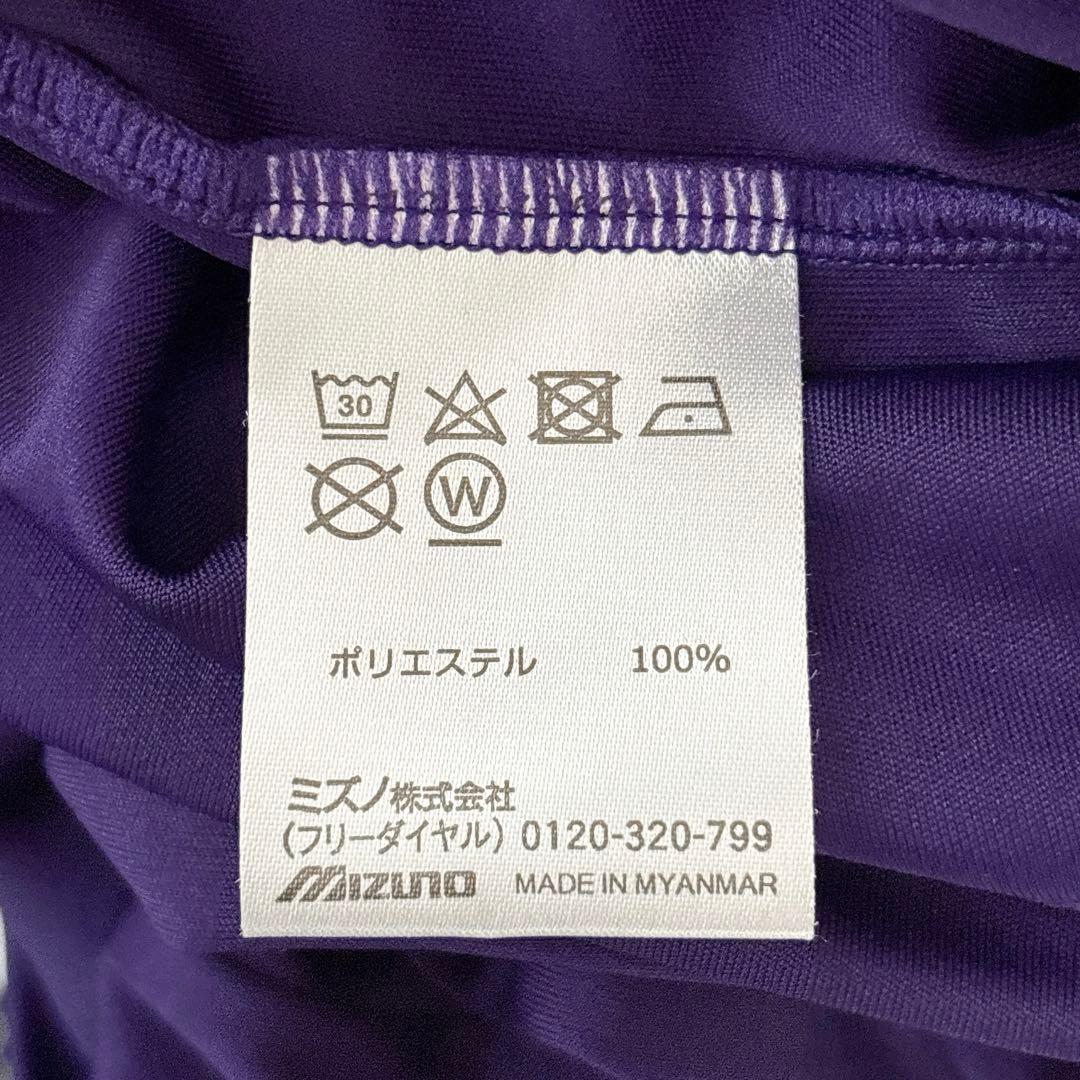 30
W
ポリエステル 100%
ミズノ株式会社
(フリーダイヤル) 0120-320-799
MIZUNO MADE IN MYANMAR